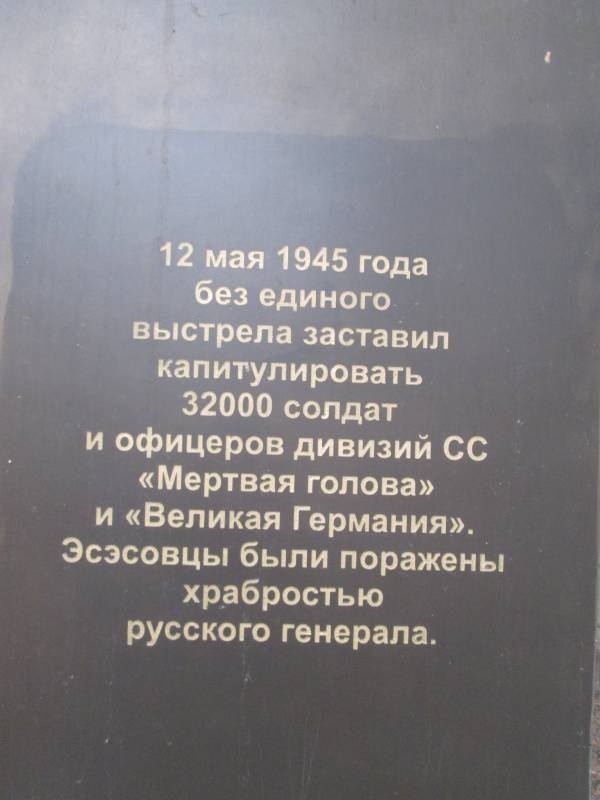 12 мая 1945 года
без единого
выстрела заставил
капитулировать
32000 солдат
и офицеров дивизий СС
«Мертвая голова»
и «Великая Германия».
Эсэсовцы были поражены
храбростью
русского генерала.